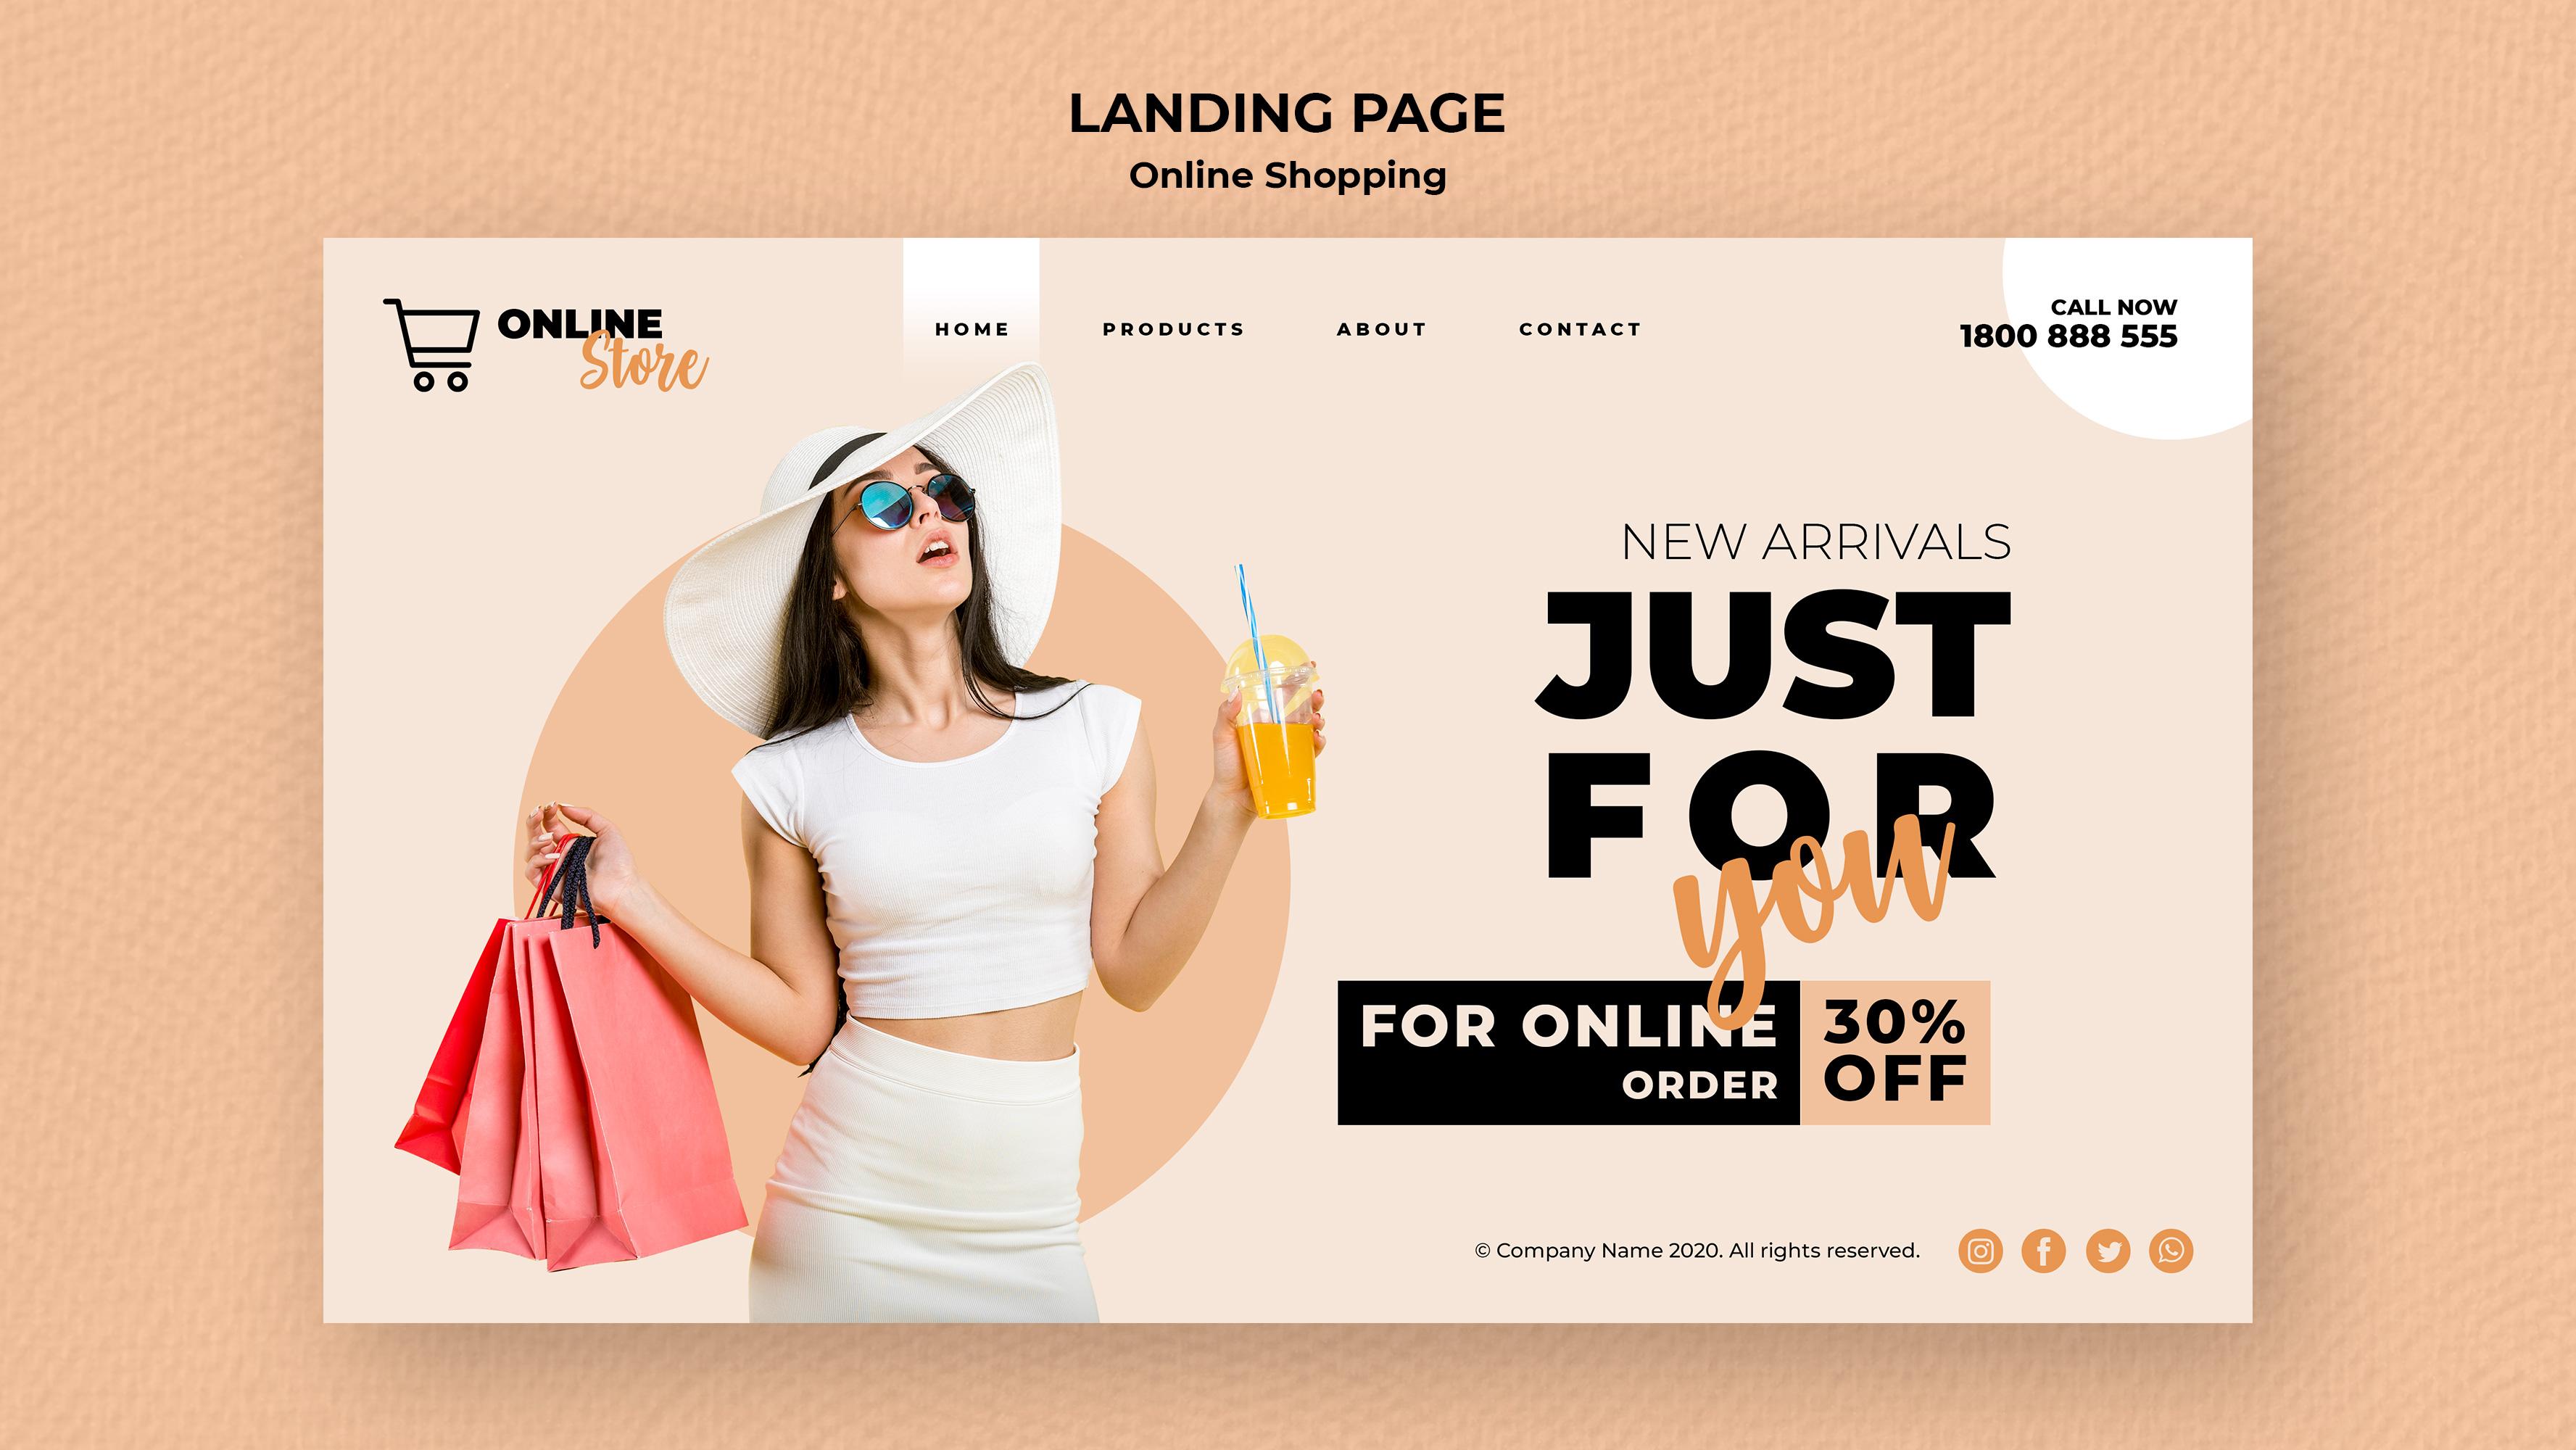 LANDING PAGE
Online Shopping
ONLINE
Store
HOME
PRODUCTS
ABOUT
CONTACT
CALL NOW
1800 888 555
NEW ARRIVALS
JUST
FOR
you
FOR ONLINE
ORDER
30%
OFF
© Company Name 2020. All rights reserved.